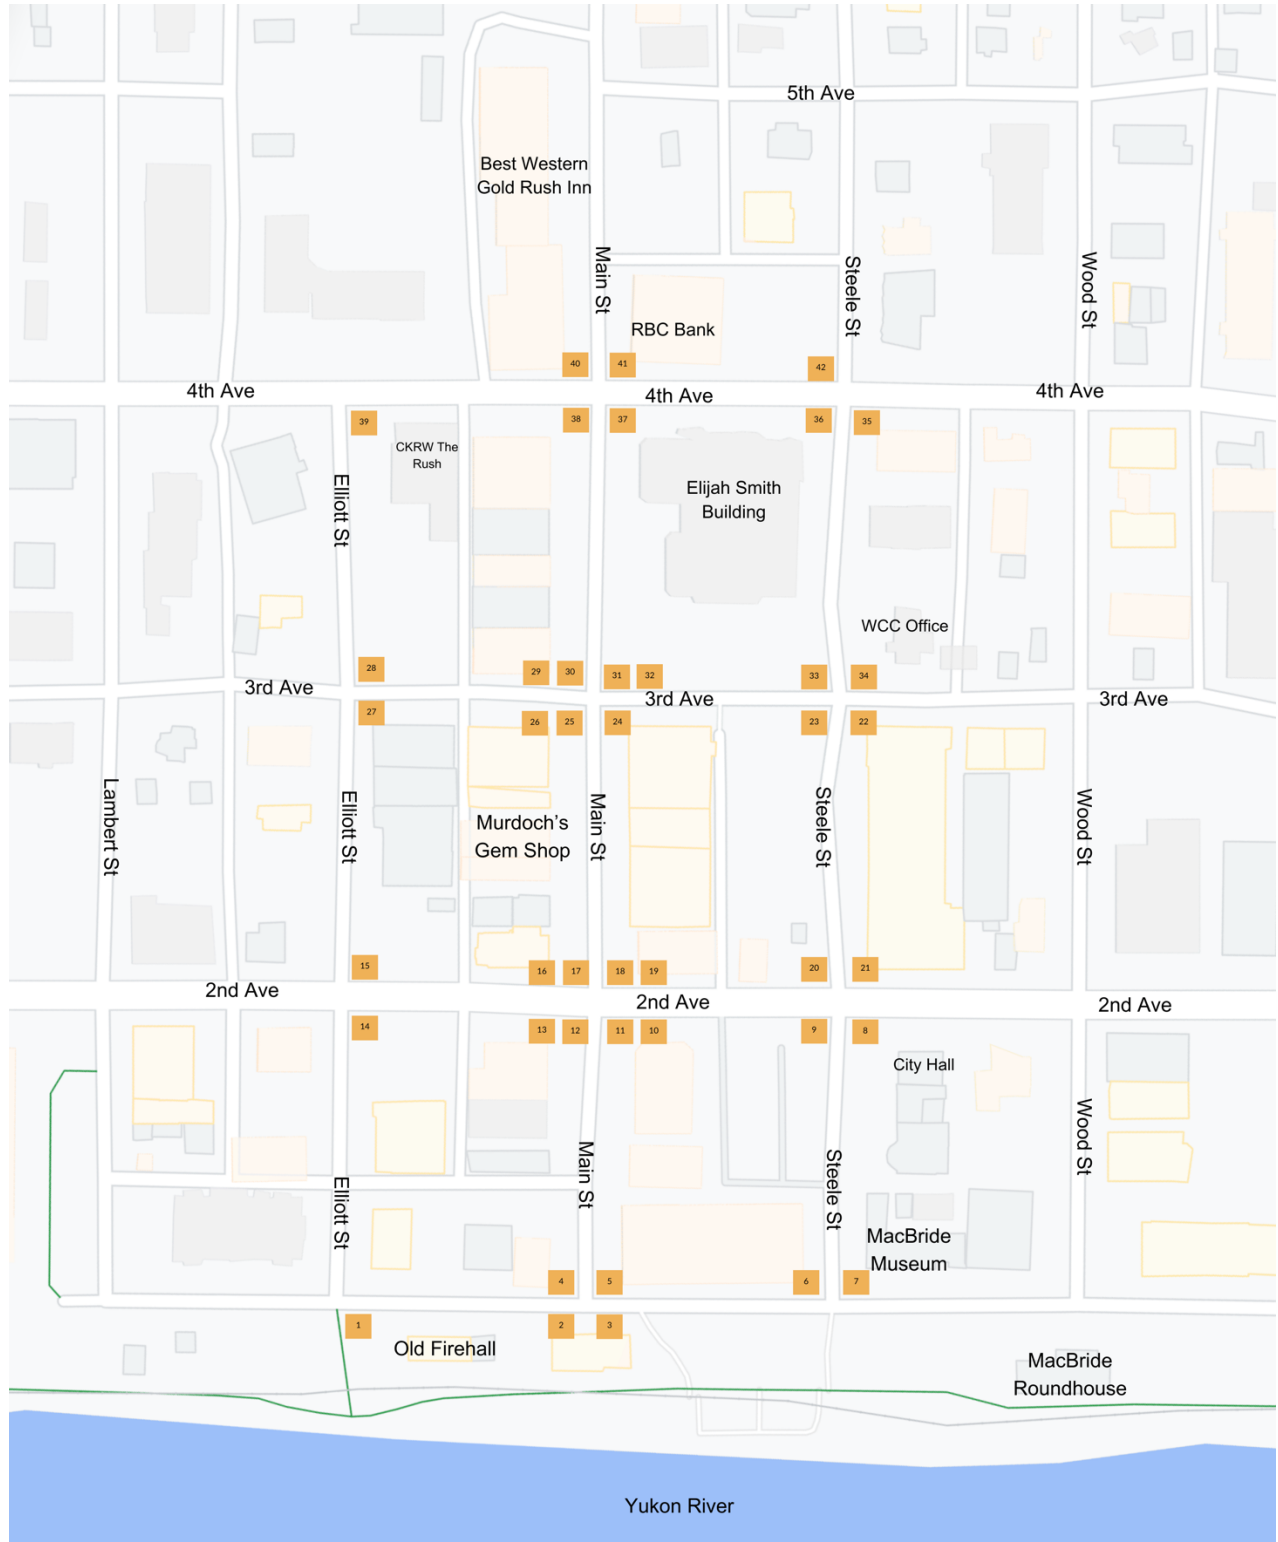 5th Ave
Best Western
Gold Rush Inn
Main St
Steele St
Wood St
RBC Bank
40
41
42
4th Ave
4th Ave
4th Ave
39
38
37
36
35
CKRW The
Rush
Elliott St
Elijah Smith
Building
WCC Office
28
29
30
31
32
33
34
3rd Ave
3rd Ave
3rd Ave
27
26
25
24
23
22
Lambert St
Elliott St
Murdoch's
Gem Shop
Main St
Steele St
Wood St
15
16
17
18
19
20
21
2nd Ave
2nd Ave
2nd Ave
14
13
12
11
10
9
8
City Hall
Elliott St
Main St
Steele St
Wood St
MacBride
Museum
4
5
6
7
1
2
3
Old Firehall
MacBride
Roundhouse
Yukon River